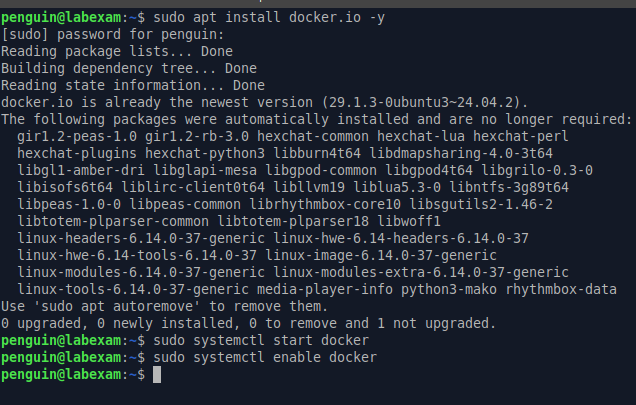 penguin@labexam:~$ sudo apt install docker.io -y
[sudo] password for penguin:
Reading package lists... Done
Building dependency tree... Done
Reading state information... Done
docker.io is already the newest version (29.1.3-0ubuntu3~24.04.2).
The following packages were automatically installed and are no longer required:
  gir1.2-peas-1.0 gir1.2-rb-3.0 hexchat-common hexchat-lua hexchat-perl
  hexchat-plugins hexchat-python3 libburn4t64 libdmapsharing-4.0-3t64
  libgl1-amber-dri libglapi-mesa libgpod-common libgpod4t64 libgrilo-0.3-0
  libisofs6t64 liblirc-client0t64 libllvm19 liblua5.3-0 libntfs-3g89t64
  libpeas-1.0-0 libpeas-common librhythmbox-core10 libsgutils2-1.46-2
  libtotem-plparser-common libtotem-plparser18 libwoff1
  linux-headers-6.14.0-37-generic linux-hwe-6.14-headers-6.14.0-37
  linux-hwe-6.14-tools-6.14.0-37 linux-image-6.14.0-37-generic
  linux-modules-6.14.0-37-generic linux-modules-extra-6.14.0-37-generic
  linux-tools-6.14.0-37-generic media-player-info python3-mako rhythmbox-data
Use 'sudo apt autoremove' to remove them.
0 upgraded, 0 newly installed, 0 to remove and 1 not upgraded.
penguin@labexam:~$ sudo systemctl start docker
penguin@labexam:~$ sudo systemctl enable docker
penguin@labexam:~$